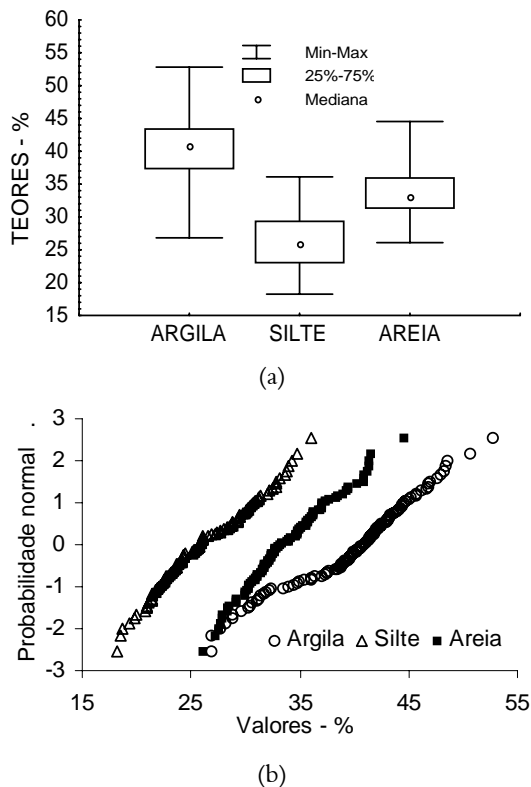 60
55
50
45
40
35
30
25
20
15
TEORES - %
Min-Max
25%-75%
Mediana
ARGILA SILTE AREIA
(a)
3
2
1
0
-1
-2
-3
Probabilidade normal .
Argila Silte Areia
15 25 35 45 55
Valores - %
(b)